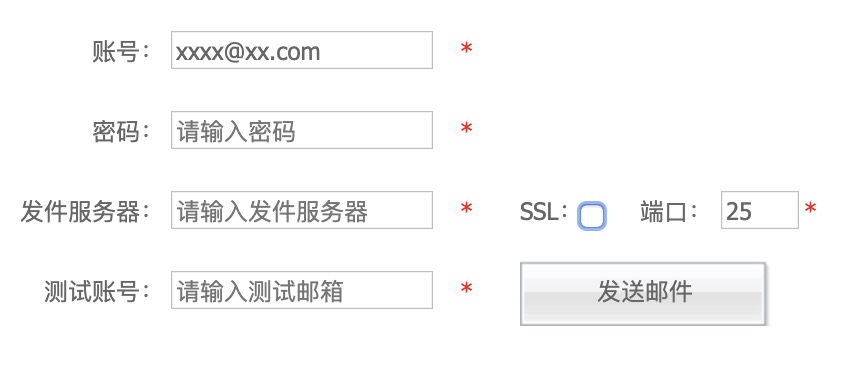 账号： xxxx@xx.com *
密码： 请输入密码 *
发件服务器： 请输入发件服务器 * SSL： 端口： 25 *
测试账号： 请输入测试邮箱 * 发送邮件